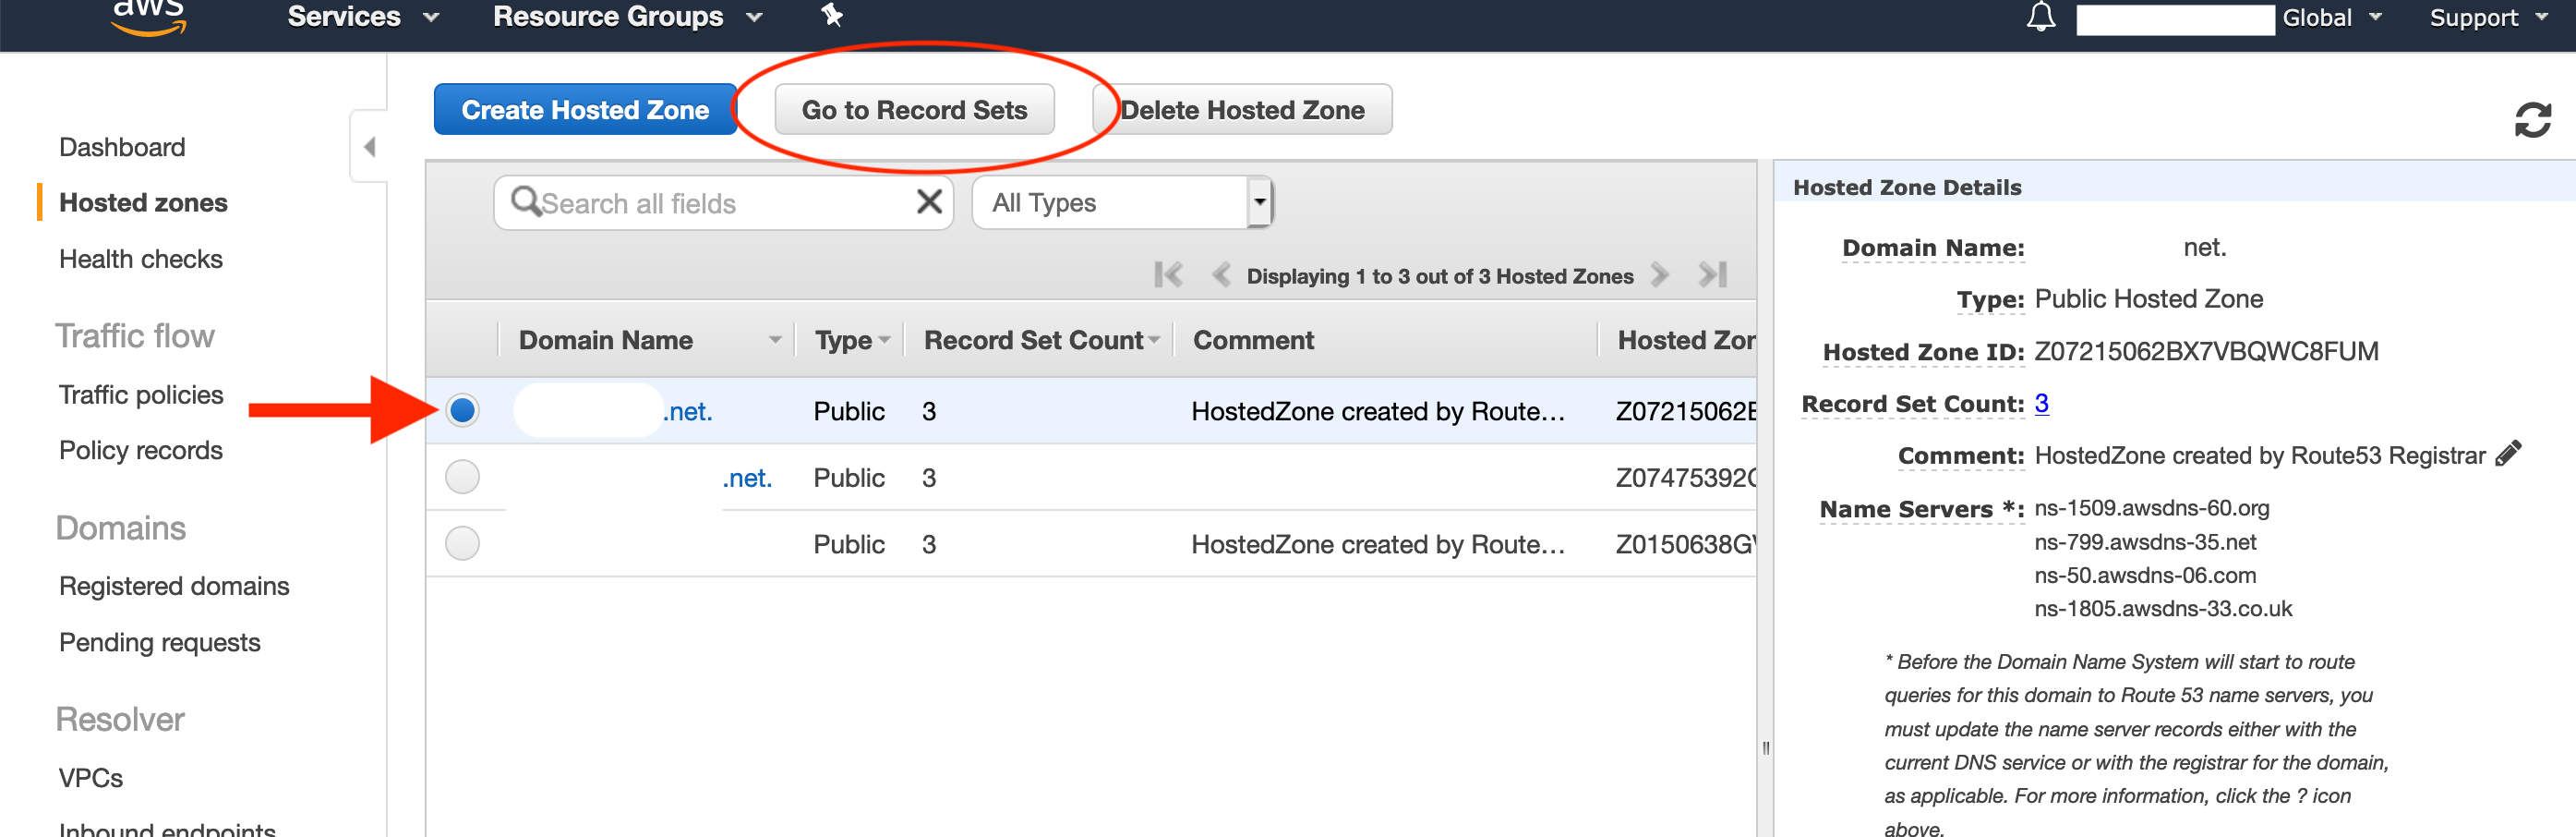 aws Services Resource Groups Global Support
Create Hosted Zone Go to Record Sets Delete Hosted Zone
Dashboard
Hosted zones
Health checks
Traffic flow
Traffic policies
Policy records
Domains
Registered domains
Pending requests
Resolver
VPCs
Inbound endpoints
Search all fields All Types
Displaying 1 to 3 out of 3 Hosted Zones
Domain Name Type Record Set Count Comment Hosted Zon
.net. Public 3 HostedZone created by Route... Z07215062B
.net. Public 3 Z07475392C
Public 3 HostedZone created by Route... Z0150638GV
Hosted Zone Details
Domain Name: net.
Type: Public Hosted Zone
Hosted Zone ID: Z07215062BX7VBQWC8FUM
Record Set Count: 3
Comment: HostedZone created by Route53 Registrar
Name Servers *: ns-1509.awsdns-60.org
ns-799.awsdns-35.net
ns-50.awsdns-06.com
ns-1805.awsdns-33.co.uk
* Before the Domain Name System will start to route
queries for this domain to Route 53 name servers, you
must update the name server records either with the
current DNS service or with the registrar for the domain,
as applicable. For more information, click the ? icon
above.